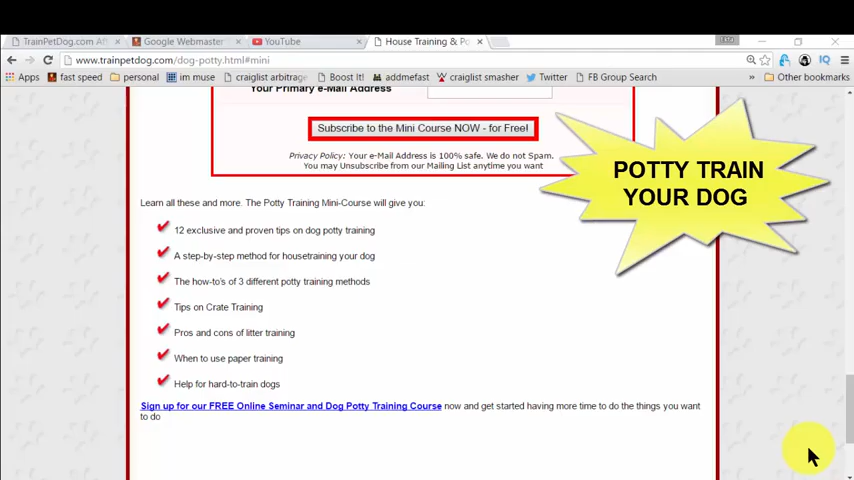 TrainPetDog.com Aff
Google Webmaster
YouTube
House Training & Po
www.trainpetdog.com/dog-potty.html#mini
Apps
fast speed
personal
im muse
craiglist arbitrage
Boost It!
addmefast
craiglist smasher
Twitter
FB Group Search
Other bookmarks
Your Primary e-Mail Address
Subscribe to the Mini Course NOW - for Free!
Privacy Policy: Your e-Mail Address is 100% safe. We do not Spam.
You may Unsubscribe from our Mailing List anytime you want
POTTY TRAIN
YOUR DOG
Learn all these and more. The Potty Training Mini-Course will give you:
12 exclusive and proven tips on dog potty training
A step-by-step method for housetraining your dog
The how-to's of 3 different potty training methods
Tips on Crate Training
Pros and cons of litter training
When to use paper training
Help for hard-to-train dogs
Sign up for our FREE Online Seminar and Dog Potty Training Course now and get started having more time to do the things you want
to do